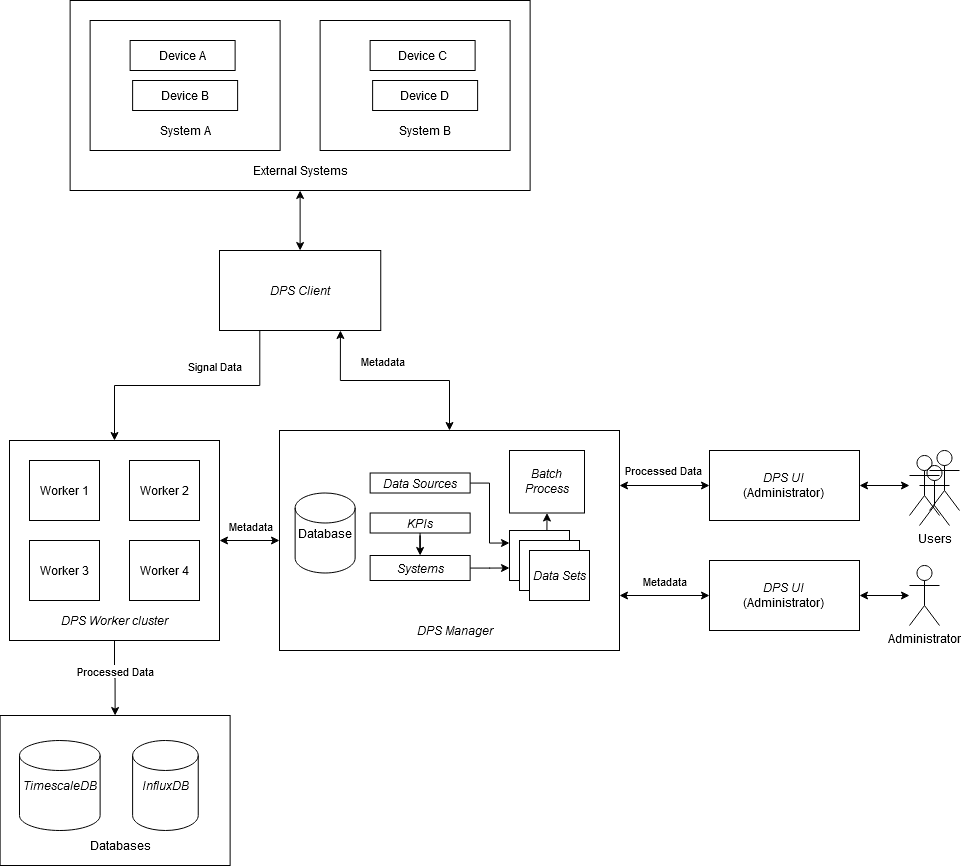 Device A
Device B
System A
Device C
Device D
System B
External Systems
DPS Client
Signal Data
Metadata
Worker 1
Worker 2
Worker 3
Worker 4
DPS Worker cluster
Metadata
Database
Data Sources
KPIs
Systems
Batch
Process
Data Sets
DPS Manager
Processed Data
DPS UI
(Administrator)
Users
Metadata
DPS UI
(Administrator)
Administrator
Processed Data
TimescaleDB
InfluxDB
Databases